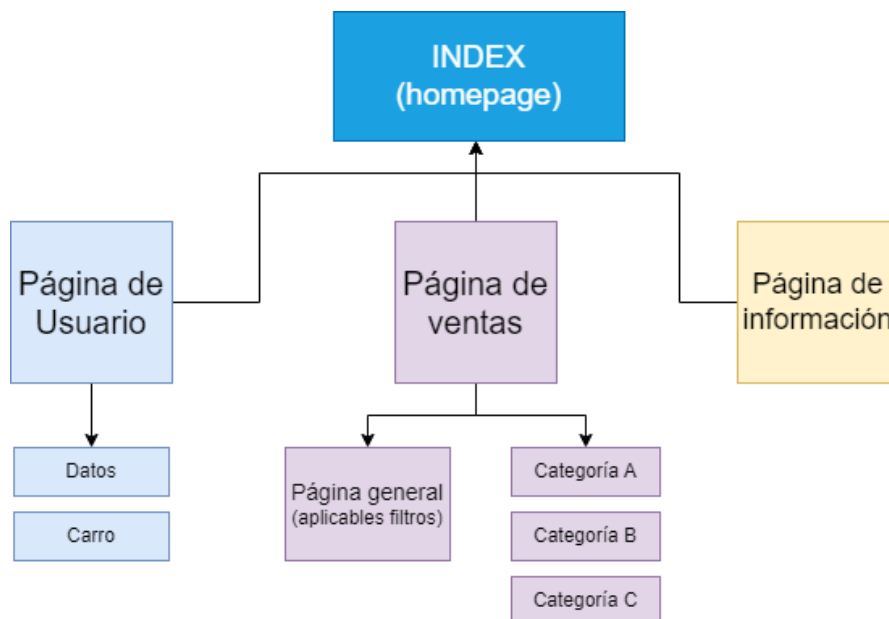 INDEX
(homepage)
Página de
Usuario
Página de
ventas
Página de
información
Datos
Carro
Página general
(aplicables filtros)
Categoría A
Categoría B
Categoría C